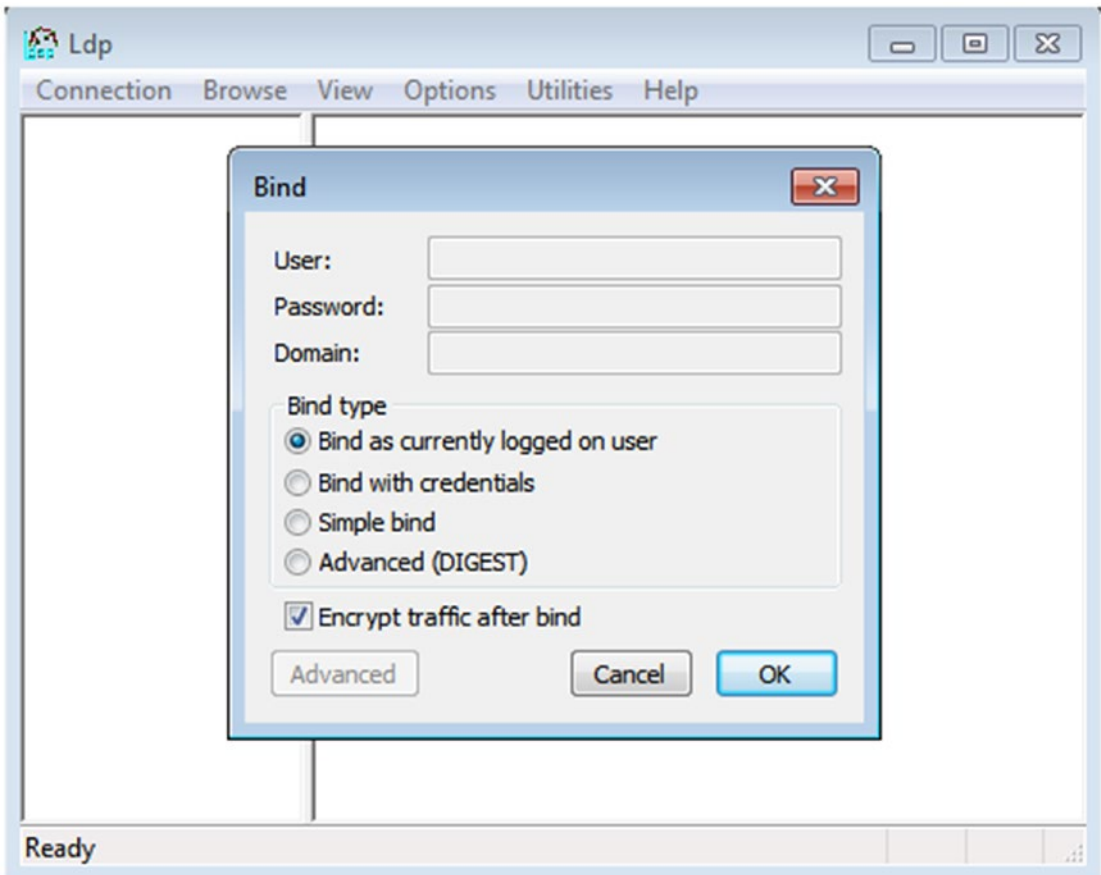 Ldp
Connection Browse View Options Utilities Help
Bind
User:
Password:
Domain:
Bind type
Bind as currently logged on user
Bind with credentials
Simple bind
Advanced (DIGEST)
Encrypt traffic after bind
Advanced Cancel OK
Ready